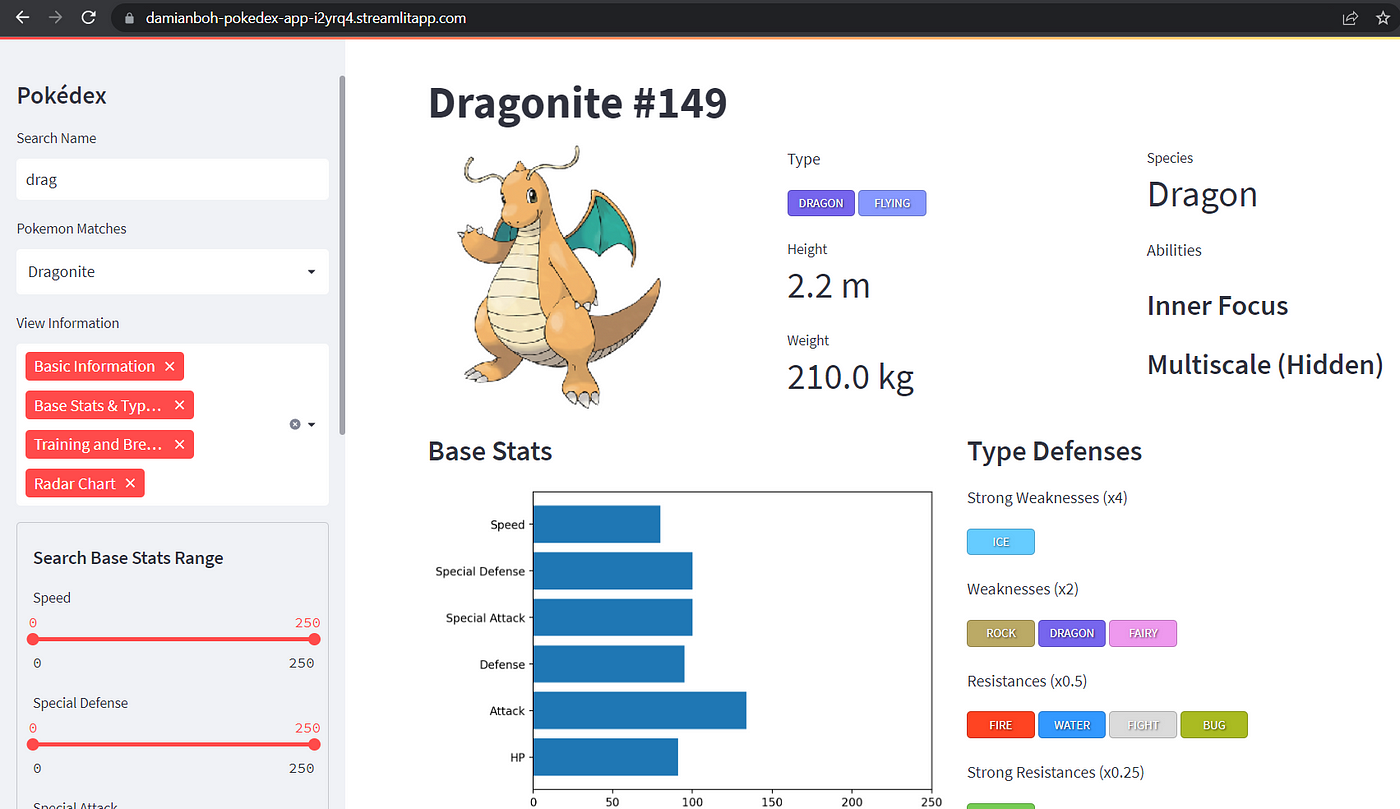 damianboh-pokedex-app-i2yrq4.streamlitapp.com
Pokédex
Search Name
drag
Pokemon Matches
Dragonite
View Information
Basic Information ×
Base Stats & Typ... ×
Training and Bre... ×
Radar Chart ×
Search Base Stats Range
Speed
0 250
0 250
Special Defense
0 250
0 250
Special Attack
Dragonite #149
Type
DRAGON FLYING
Height
2.2 m
Weight
210.0 kg
Species
Dragon
Abilities
Inner Focus
Multiscale (Hidden)
Base Stats
Speed
Special Defense
Special Attack
Defense
Attack
HP
0 50 100 150 200 250
Type Defenses
Strong Weaknesses (x4)
ICE
Weaknesses (x2)
ROCK DRAGON FAIRY
Resistances (x0.5)
FIRE WATER FIGHT BUG
Strong Resistances (x0.25)